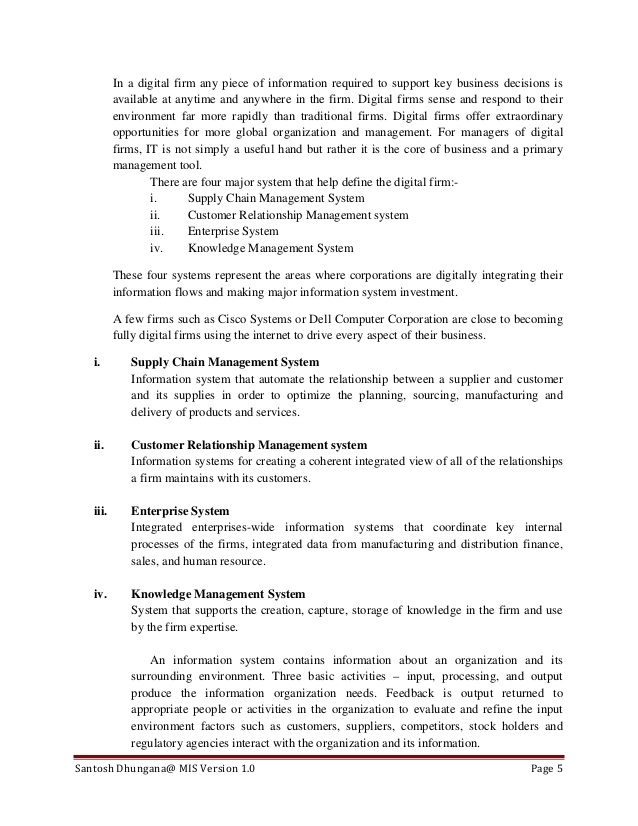 In a digital firm any piece of information required to support key business decisions is
available at anytime and anywhere in the firm. Digital firms sense and respond to their
environment far more rapidly than traditional firms. Digital firms offer extraordinary
opportunities for more global organization and management. For managers of digital
firms, IT is not simply a useful hand but rather it is the core of business and a primary
management tool.
There are four major system that help define the digital firm:-
i. Supply Chain Management System
ii. Customer Relationship Management system
iii. Enterprise System
iv. Knowledge Management System
These four systems represent the areas where corporations are digitally integrating their
information flows and making major information system investment.
A few firms such as Cisco Systems or Dell Computer Corporation are close to becoming
fully digital firms using the internet to drive every aspect of their business.
i. Supply Chain Management System
Information system that automate the relationship between a supplier and customer
and its supplies in order to optimize the planning, sourcing, manufacturing and
delivery of products and services.
ii. Customer Relationship Management system
Information systems for creating a coherent integrated view of all of the relationships
a firm maintains with its customers.
iii. Enterprise System
Integrated enterprises-wide information systems that coordinate key internal
processes of the firms, integrated data from manufacturing and distribution finance,
sales, and human resource.
iv. Knowledge Management System
System that supports the creation, capture, storage of knowledge in the firm and use
by the firm expertise.
An information system contains information about an organization and its
surrounding environment. Three basic activities – input, processing, and output
produce the information organization needs. Feedback is output returned to
appropriate people or activities in the organization to evaluate and refine the input
environment factors such as customers, suppliers, competitors, stock holders and
regulatory agencies interact with the organization and its information.
Santosh Dhungana@ MIS Version 1.0 Page 5